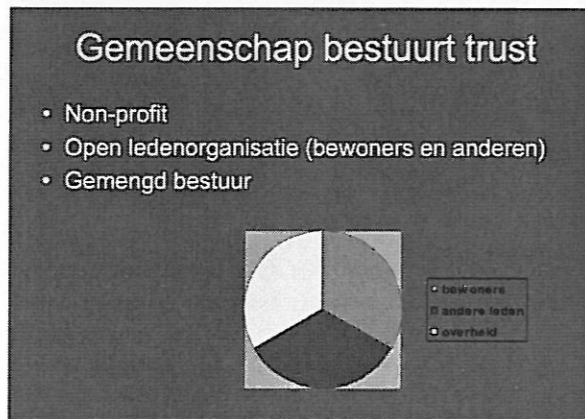 Gemeenschap bestuurt trust
• Non-profit
• Open ledenorganisatie (bewoners en anderen)
• Gemengd bestuur
bewoners
andere leden
overheid